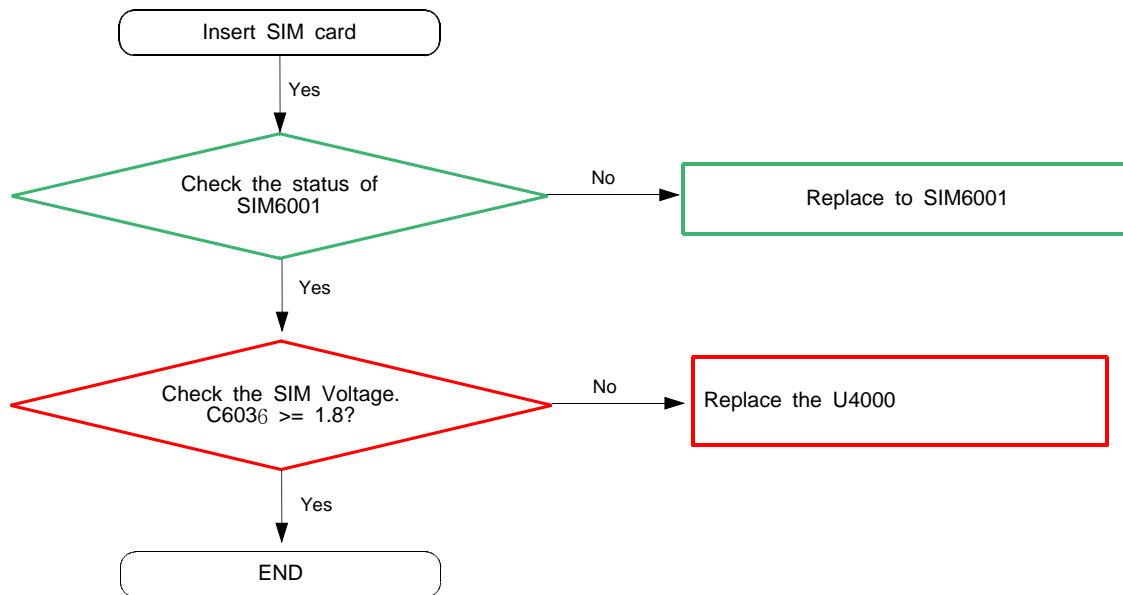 Insert SIM card
Yes
Check the status of
SIM6001
No
Replace to SIM6001
Yes
Check the SIM Voltage.
C6036 >= 1.8?
No
Replace the U4000
Yes
END